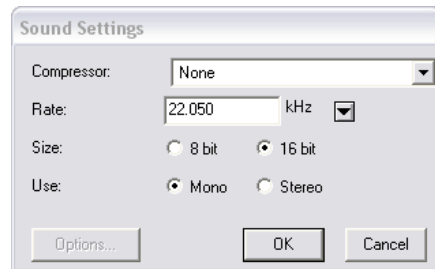 Sound Settings
Compressor: None
Rate: 22.050 kHz
Size: 8 bit 16 bit
Use: Mono Stereo
Options... OK Cancel